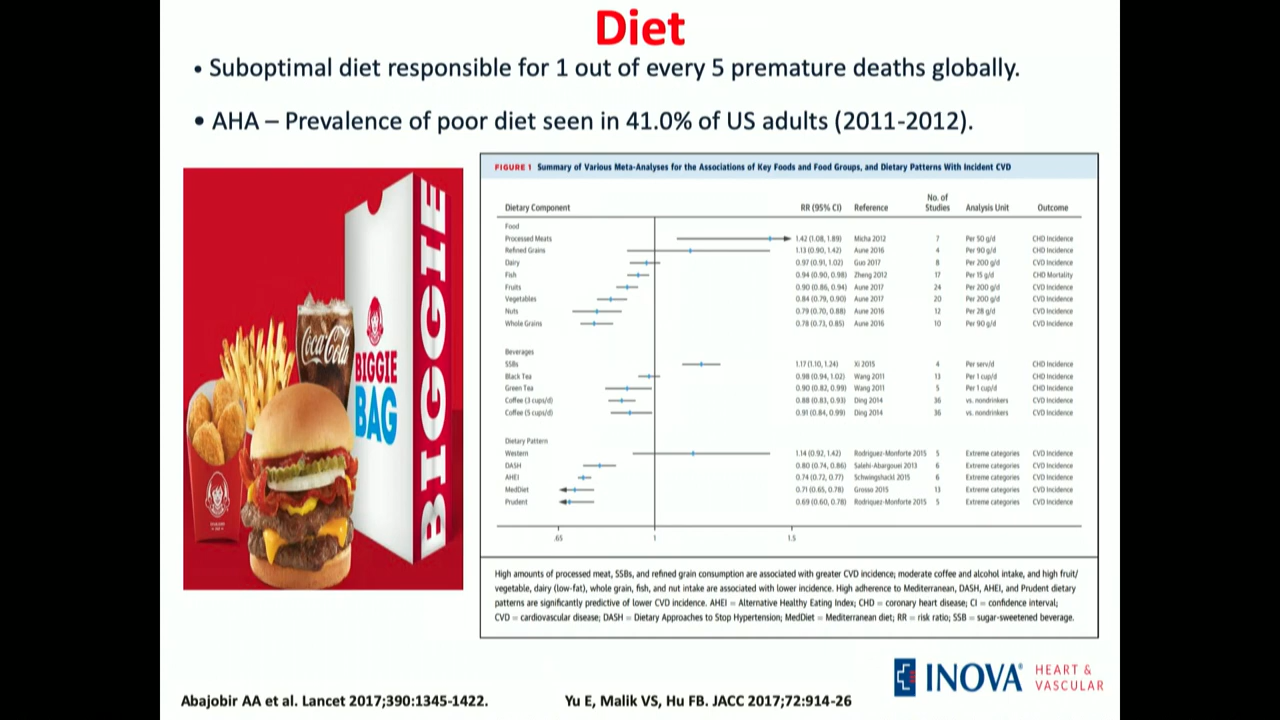 Diet
• Suboptimal diet responsible for 1 out of every 5 premature deaths globally.
• AHA – Prevalence of poor diet seen in 41.0% of US adults (2011-2012).
BIGGIE
BIGGIE
BAG
Coca-Cola
FIGURE 1 Summary of Various Meta-Analyses for the Associations of Key Foods and Food Groups, and Dietary Patterns With Incident CVD
Dietary Component RR (95% CI) Reference No. of Studies Analysis Unit Outcome
Food
Processed Meats 1.42 (1.08, 1.89) Micha 2012 7 Per 50 g/d CHD Incidence
Refined Grains 1.13 (0.90, 1.42) Aune 2016 4 Per 90 g/d CHD Incidence
Dairy 0.97 (0.91, 1.02) Guo 2017 8 Per 200 g/d CVD Incidence
Fish 0.94 (0.90, 0.98) Zheng 2012 17 Per 15 g/d CHD Mortality
Fruits 0.90 (0.86, 0.94) Aune 2017 24 Per 200 g/d CVD Incidence
Vegetables 0.84 (0.79, 0.90) Aune 2017 20 Per 200 g/d CVD Incidence
Nuts 0.79 (0.70, 0.88) Aune 2016 12 Per 28 g/d CVD Incidence
Whole Grains 0.78 (0.73, 0.85) Aune 2016 10 Per 90 g/d CVD Incidence
Beverages
SSBs 1.17 (1.10, 1.24) Xi 2015 4 Per serv/d CHD Incidence
Black Tea 0.98 (0.94, 1.02) Wang 2011 13 Per 1 cup/d CHD Incidence
Green Tea 0.90 (0.82, 0.99) Wang 2011 5 Per 1 cup/d CHD Incidence
Coffee (3 cups/d) 0.88 (0.83, 0.93) Ding 2014 36 vs. nondrinkers CVD Incidence
Coffee (5 cups/d) 0.91 (0.84, 0.99) Ding 2014 36 vs. nondrinkers CVD Incidence
Dietary Pattern
Western 1.14 (0.92, 1.42) Rodriguez-Monforte 2015 5 Extreme categories CVD Incidence
DASH 0.80 (0.74, 0.86) Salehi-Abargouei 2013 6 Extreme categories CVD Incidence
AHEI 0.74 (0.72, 0.77) Schwingshackl 2015 6 Extreme categories CVD Incidence
MedDiet 0.71 (0.65, 0.78) Grosso 2015 13 Extreme categories CVD Incidence
Prudent 0.69 (0.60, 0.78) Rodriquez-Monforte 2015 5 Extreme categories CVD Incidence
.65 1 1.5
High amounts of processed meat, SSBs, and refined grain consumption are associated with greater CVD incidence; moderate coffee and alcohol intake, and high fruit/
vegetable, dairy (low-fat), whole grain, fish, and nut intake are associated with lower incidence. High adherence to Mediterranean, DASH, AHEI, and Prudent dietary
patterns are significantly predictive of lower CVD incidence. AHEI = Alternative Healthy Eating Index; CHD = coronary heart disease; CI = confidence interval;
CVD = cardiovascular disease; DASH = Dietary Approaches to Stop Hypertension; MedDiet = Mediterranean diet; RR = risk ratio; SSB = sugar-sweetened beverage.
INOVA® HEART &
VASCULAR
Abajobir AA et al. Lancet 2017;390:1345-1422. Yu E, Malik VS, Hu FB. JACC 2017;72:914-26